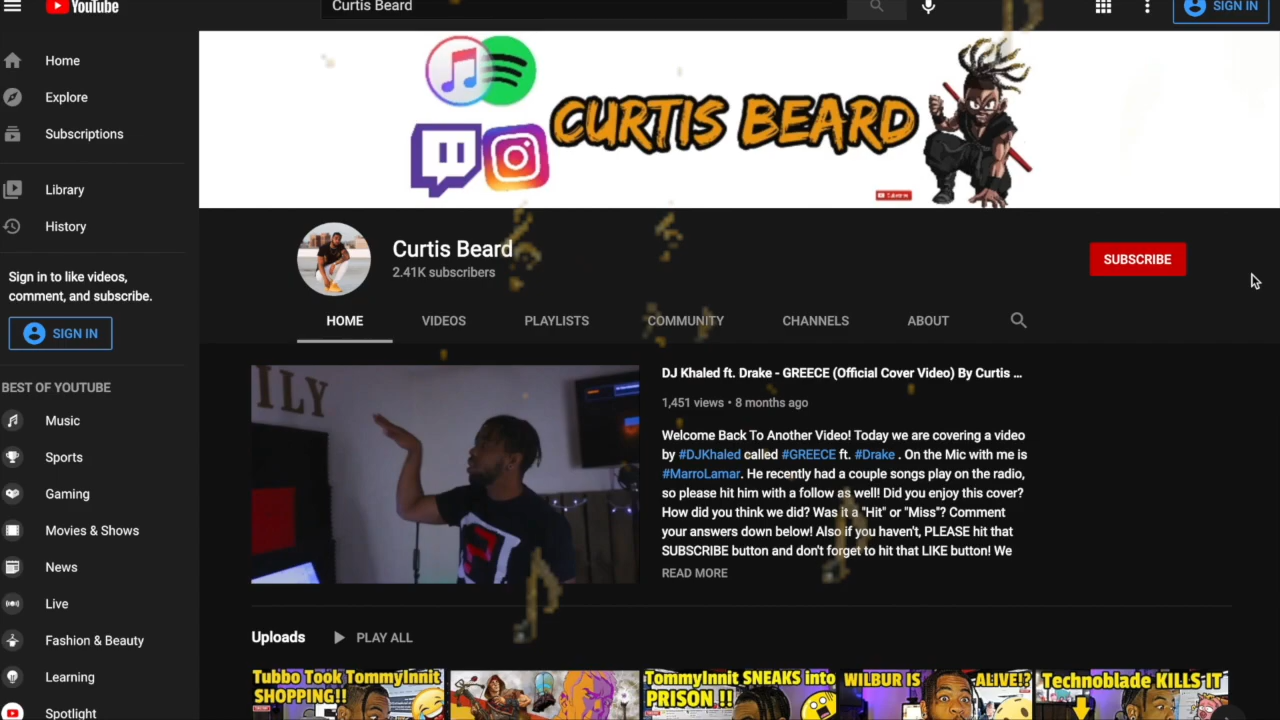 YouTube
Curtis Beard
SIGN IN
Home
Explore
Subscriptions
Library
History
Sign in to like videos,
comment, and subscribe.
SIGN IN
BEST OF YOUTUBE
Music
Sports
Gaming
Movies & Shows
News
Live
Fashion & Beauty
Learning
Spotlight
CURTIS BEARD
Curtis Beard
2.41K subscribers
SUBSCRIBE
HOME
VIDEOS
PLAYLISTS
COMMUNITY
CHANNELS
ABOUT
ILY
DJ Khaled ft. Drake - GREECE (Official Cover Video) By Curtis ...
1,451 views • 8 months ago
Welcome Back To Another Video! Today we are covering a video
by #DJKhaled called #GREECE ft. #Drake . On the Mic with me is
#MarroLamar. He recently had a couple songs play on the radio,
so please hit him with a follow as well! Did you enjoy this cover?
How did you think we did? Was it a "Hit" or "Miss"? Comment
your answers down below! Also if you haven't, PLEASE hit that
SUBSCRIBE button and don't forget to hit that LIKE button! We
READ MORE
Uploads
PLAY ALL
Tubbo Took TommyInnit
SHOPPING!!
TommyInnit SNEAKS into
PRISON !!
WILBUR IS
ALIVE!?
Technoblade KILLS IT